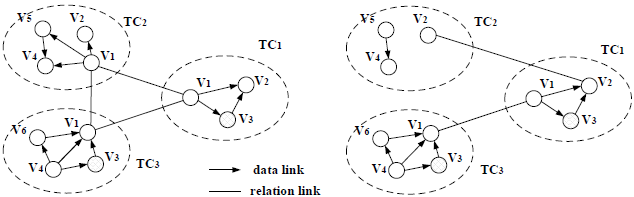 V5 V2 TC2
V4 V1
TC1
V1 V2
V3
V1
V6
V4 V3
TC3
data link
relation link
V5 V2 TC2
V4
TC1
V1 V2
V3
V1
V6
V4 V3
TC3